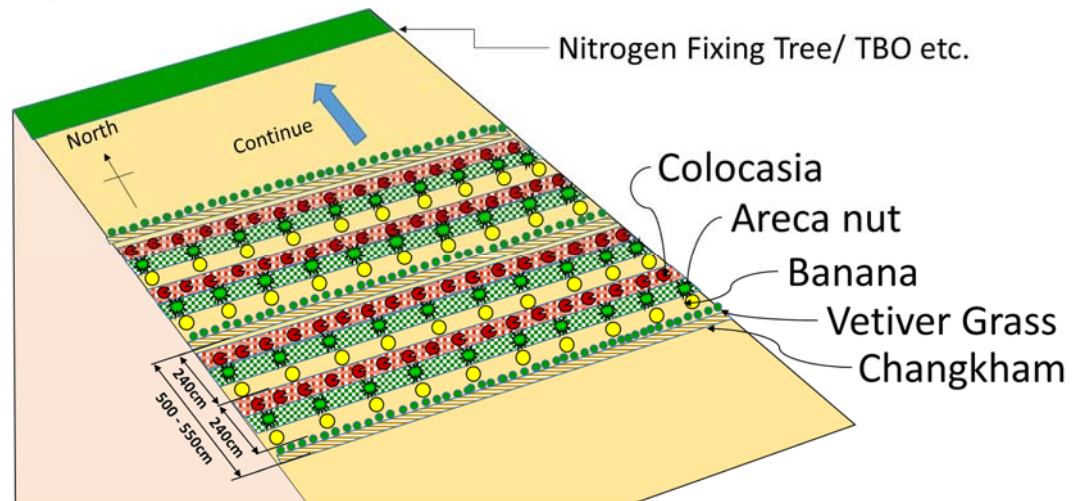 Nitrogen Fixing Tree/ TBO etc.
North
Continue
Colocasia
Areca nut
Banana
Vetiver Grass
Changkham
240cm
240cm
500 - 550cm